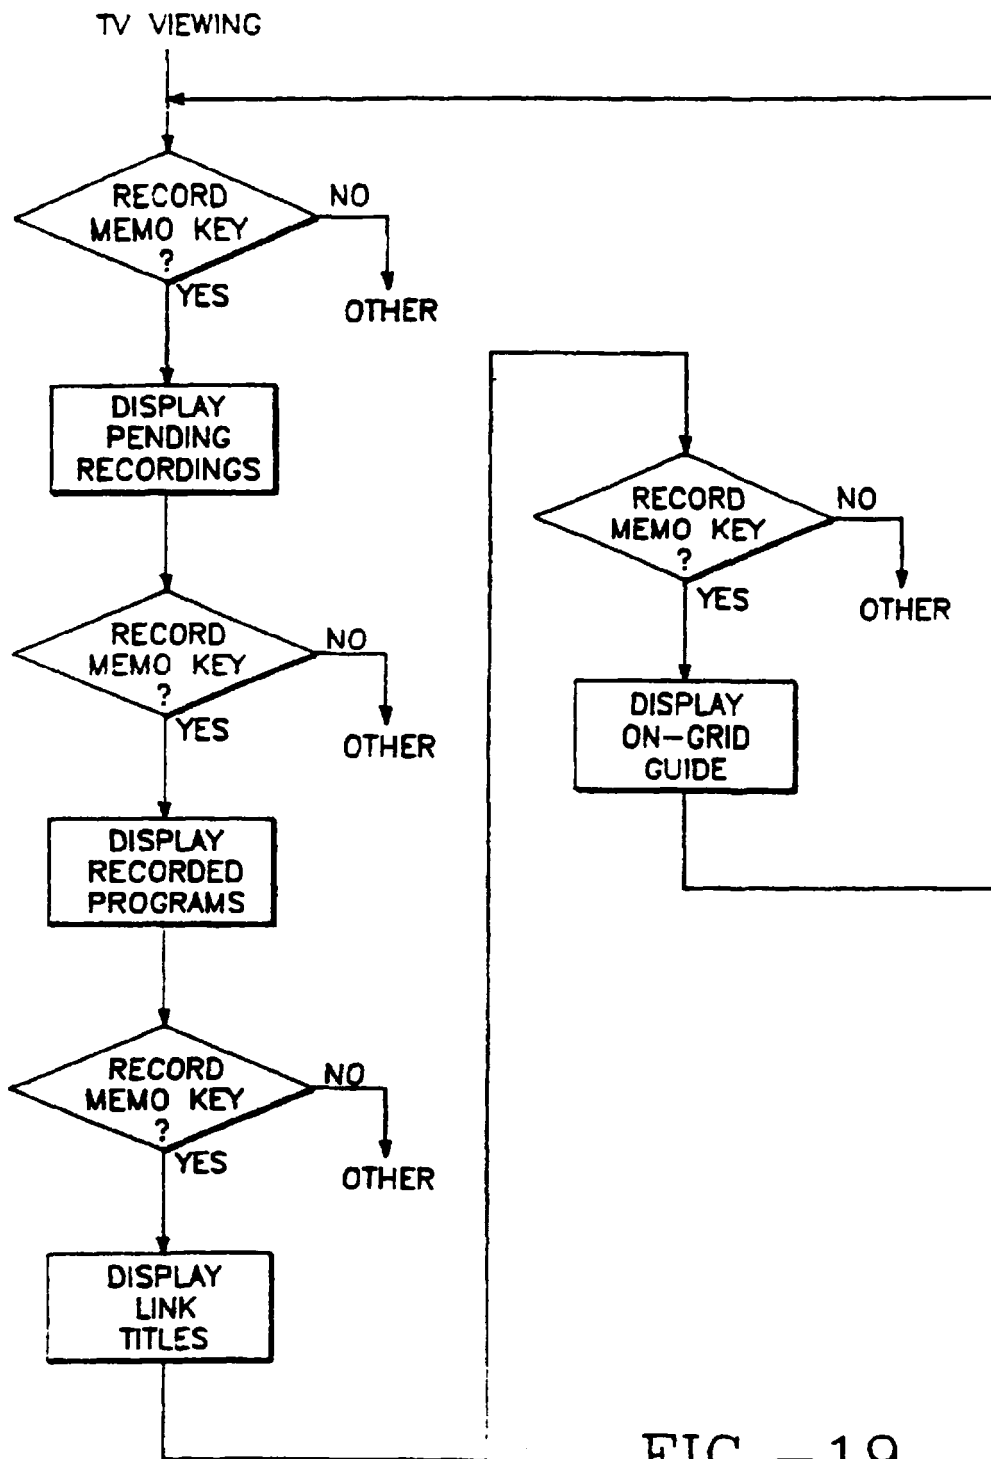 TV VIEWING
RECORD
MEMO KEY
?
NO
YES
OTHER
DISPLAY
PENDING
RECORDINGS
RECORD
MEMO KEY
?
NO
YES
OTHER
DISPLAY
RECORDED
PROGRAMS
RECORD
MEMO KEY
?
NO
YES
OTHER
DISPLAY
LINK
TITLES
RECORD
MEMO KEY
?
NO
YES
OTHER
DISPLAY
ON-GRID
GUIDE
FIG.-19